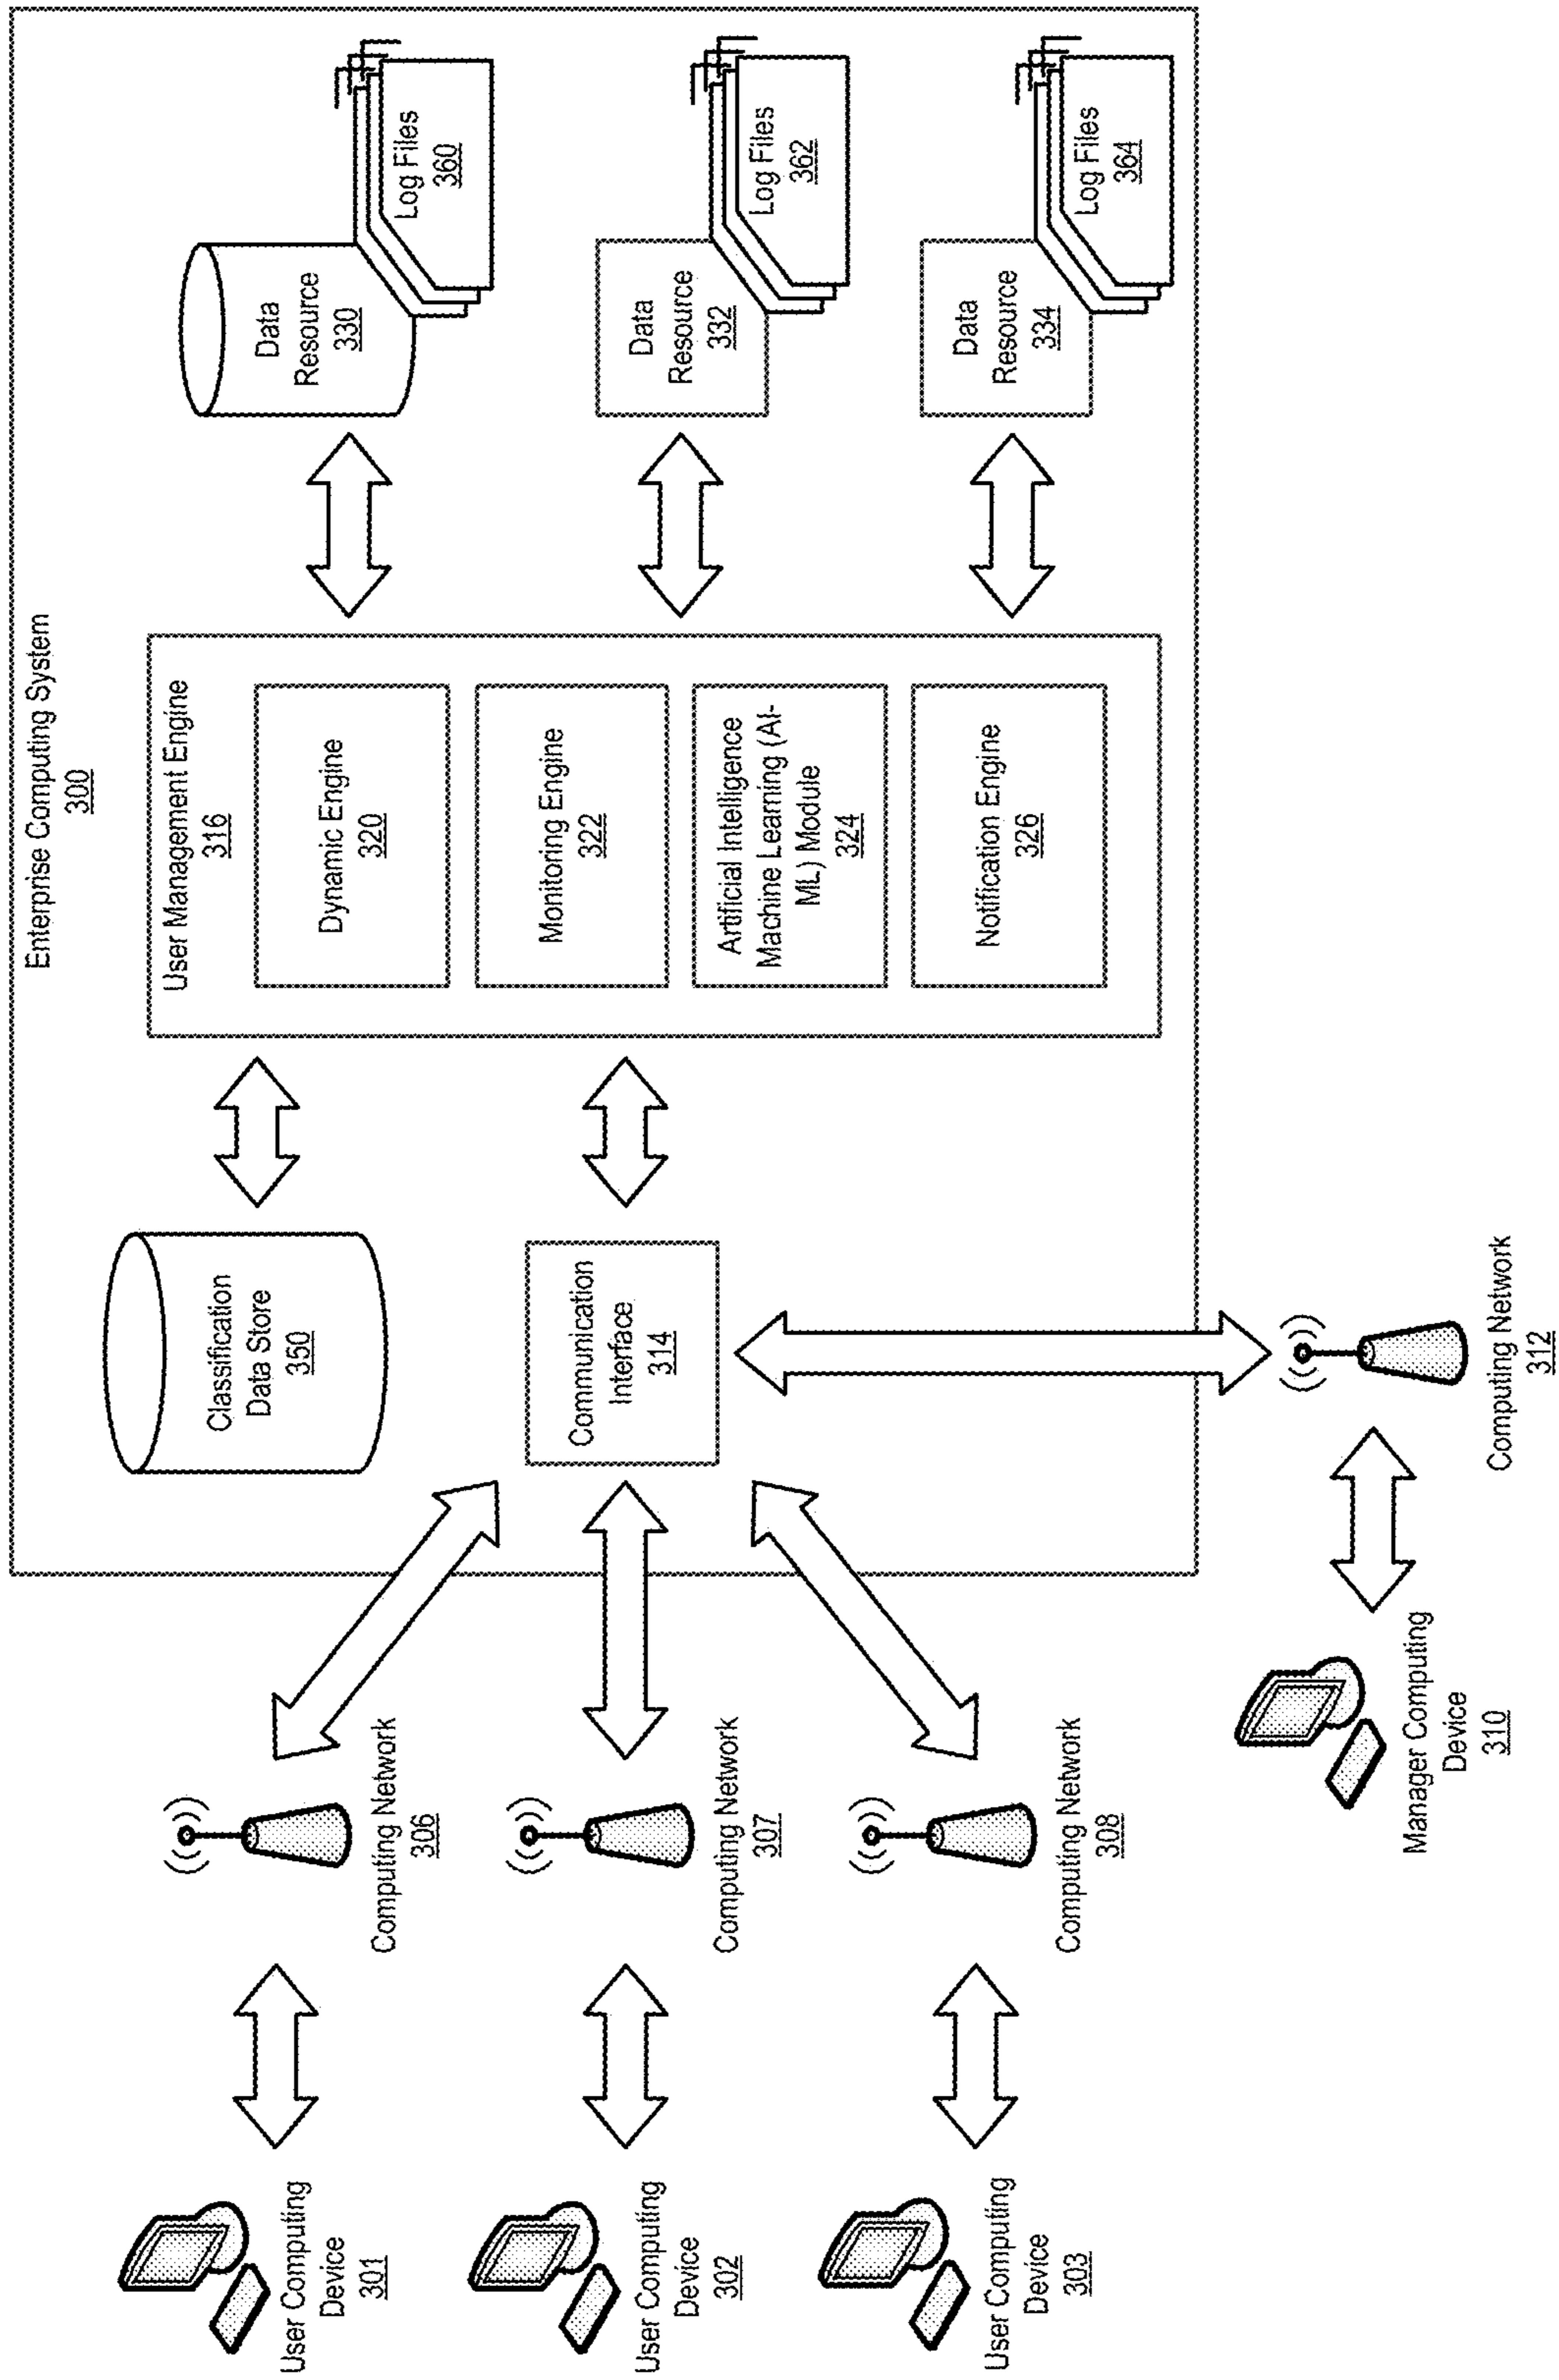 Enterprise Computing System
300
User Computing
Device
301
Computing Network
306
Classification
Data Store
350
User Management Engine
316
Dynamic Engine
320
Data
Resource
330
Log Files
360
User Computing
Device
302
Computing Network
307
Communication
Interface
314
Monitoring Engine
322
Data
Resource
332
Log Files
362
User Computing
Device
303
Computing Network
308
Artificial Intelligence
Machine Learning (AI-
ML) Module
324
Notification Engine
326
Data
Resource
334
Log Files
364
Manager Computing
Device
310
Computing Network
312